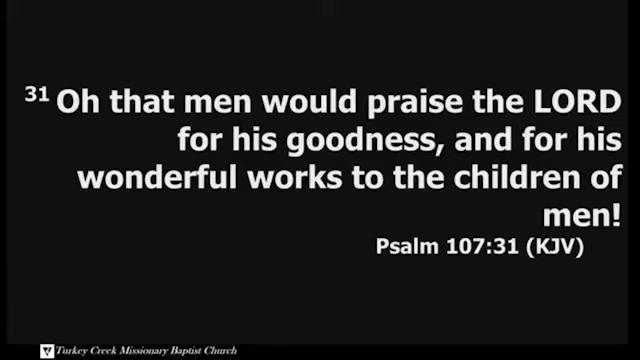 31 Oh that men would praise the LORD
for his goodness, and for his
wonderful works to the children of
men!
Psalm 107:31 (KJV)
Turkey Creek Missionary Baptist Church